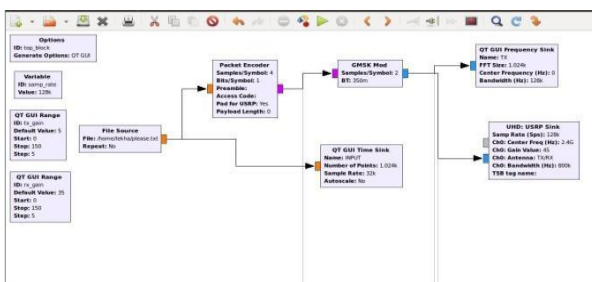 Options
ID: top_block
Generate Options: QT GUI
Variable
ID: samp_rate
Value: 128k
QT GUI Range
ID: tx_gain
Default Value: 5
Start: 0
Stop: 150
Step: 5
QT GUI Range
ID: rx_gain
Default Value: 35
Start: 0
Stop: 150
Step: 5
File Source
File: /home/tekha/please.txt
Repeat: No
Packet Encoder
Samples/Symbol: 4
Bits/Symbol: 1
Preamble:
Access Code:
Pad for USRP: Yes
Payload Length: 0
GMSK Mod
Samples/Symbol: 2
BT: 350m
QT GUI Time Sink
Name: INPUT
Number of Points: 1.024k
Sample Rate: 32k
Autoscale: No
QT GUI Frequency Sink
Name: TX
FFT Size: 1.024k
Center Frequency (Hz): 0
Bandwidth (Hz): 128k
UHD: USRP Sink
Samp Rate (Sps): 128k
Ch0: Center Freq (Hz): 2.4G
Ch0: Gain Value: 45
Ch0: Antenna: TX/RX
Ch0: Bandwidth (Hz): 800k
TSB tag name: